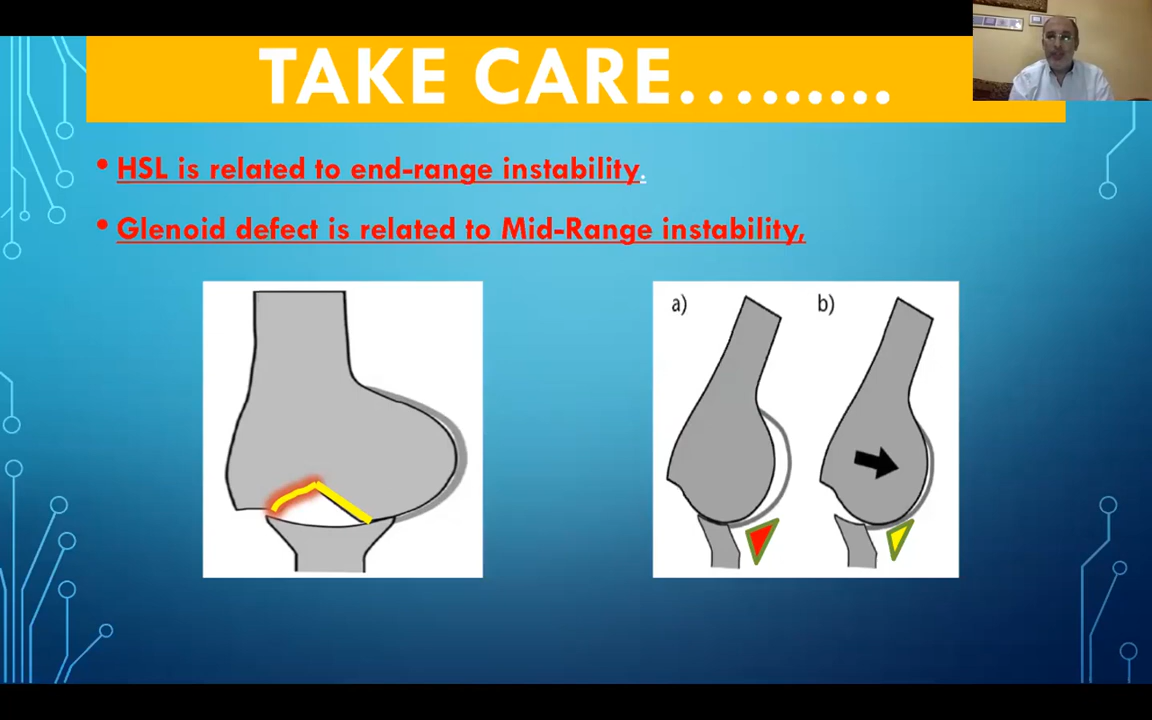 TAKE CARE.........
• HSL is related to end-range instability.
• Glenoid defect is related to Mid-Range instability,
a) b)